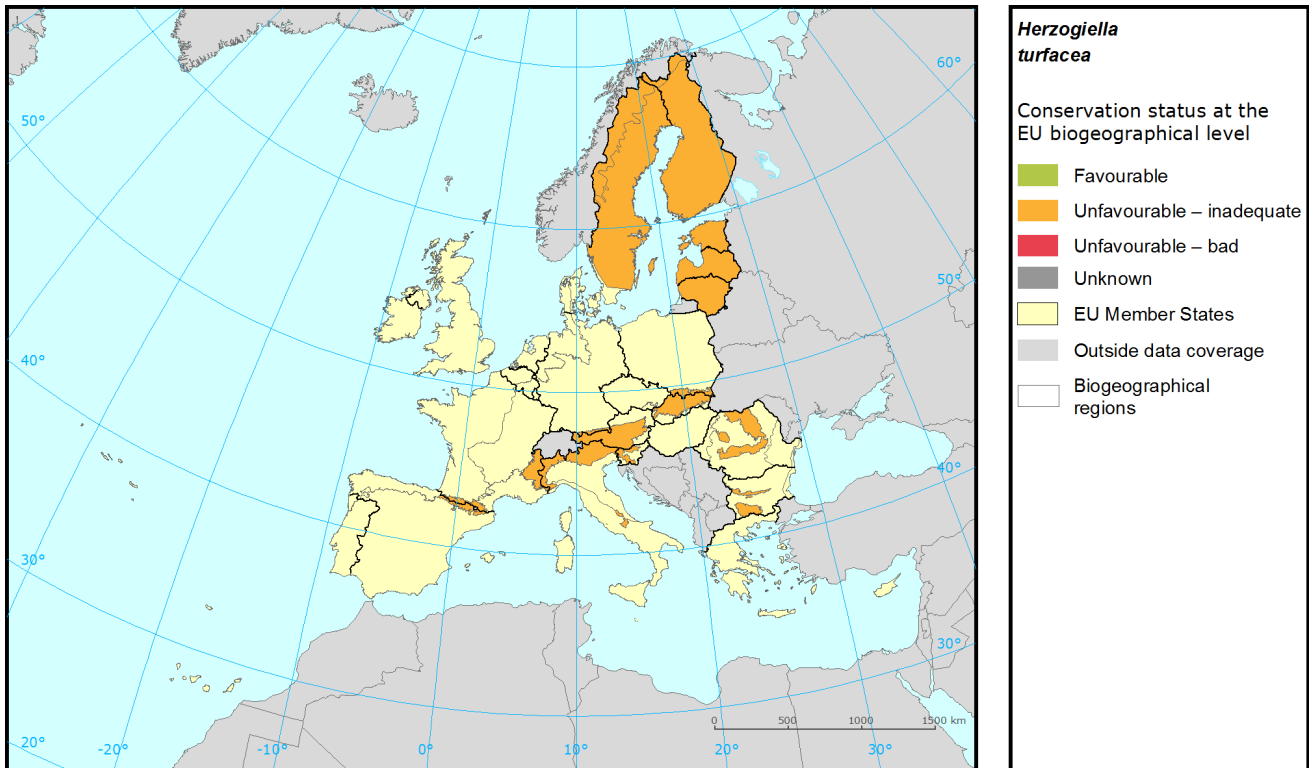 Herzogiella
turfacea
Conservation status at the
EU biogeographical level
Favourable
Unfavourable – inadequate
Unfavourable – bad
Unknown
EU Member States
Outside data coverage
Biogeographical
regions
60°
50°
50°
40°
40°
30°
30°
20°
-20°
-10°
0°
10°
20°
30°
0
500
1000
1500 km